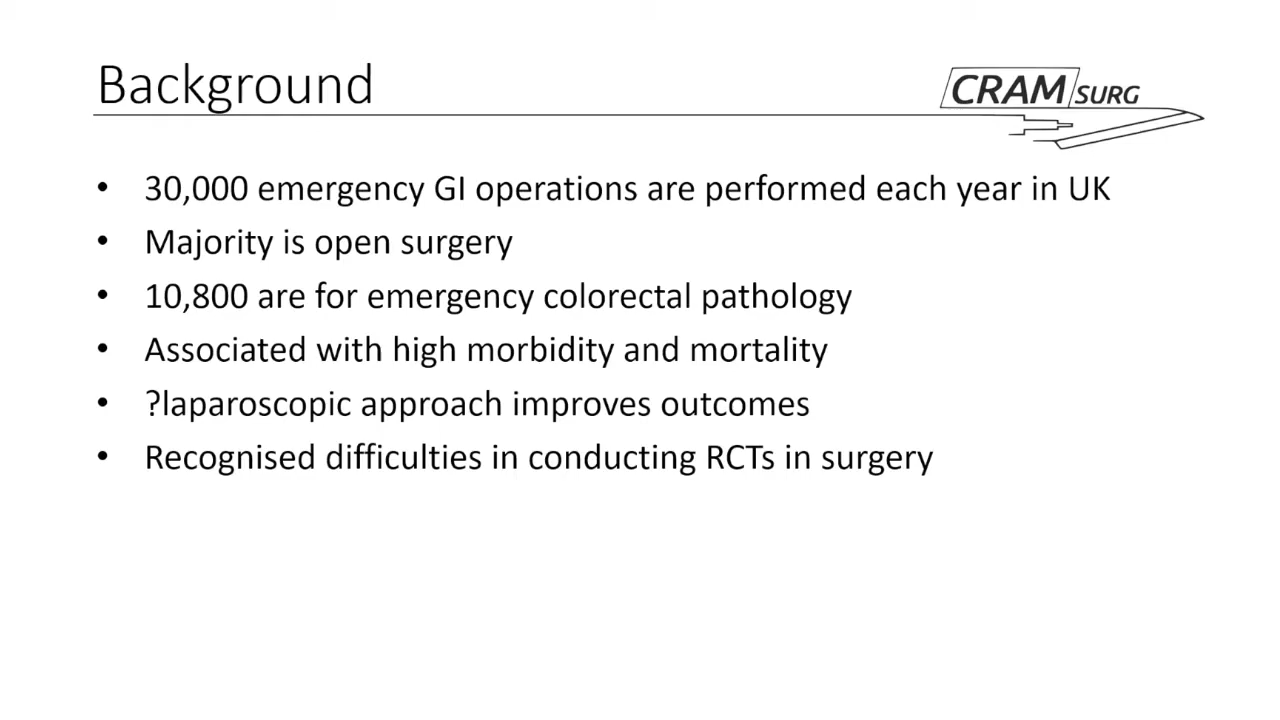 Background
CRAM SURG
• 30,000 emergency GI operations are performed each year in UK
• Majority is open surgery
• 10,800 are for emergency colorectal pathology
• Associated with high morbidity and mortality
• ?laparoscopic approach improves outcomes
• Recognised difficulties in conducting RCTs in surgery